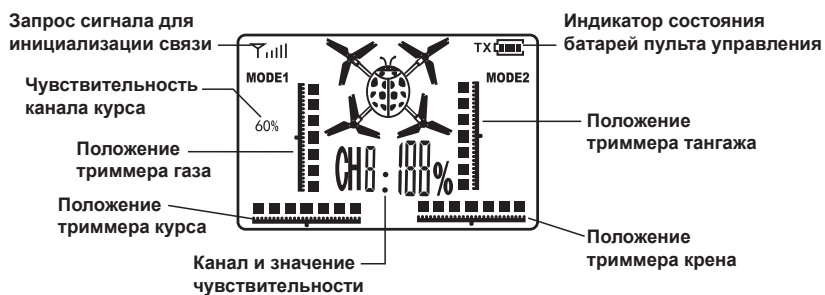 Запрос сигнала для
инициализации связи
Индикатор состояния
батарей пульта управления
TX
MODE1
MODE2
Чувствительность
канала курса
60%
Положение
триммера газа
Положение
триммера тангажа
CH8:188%
Положение
триммера курса
Положение
триммера крена
Канал и значение
чувствительности